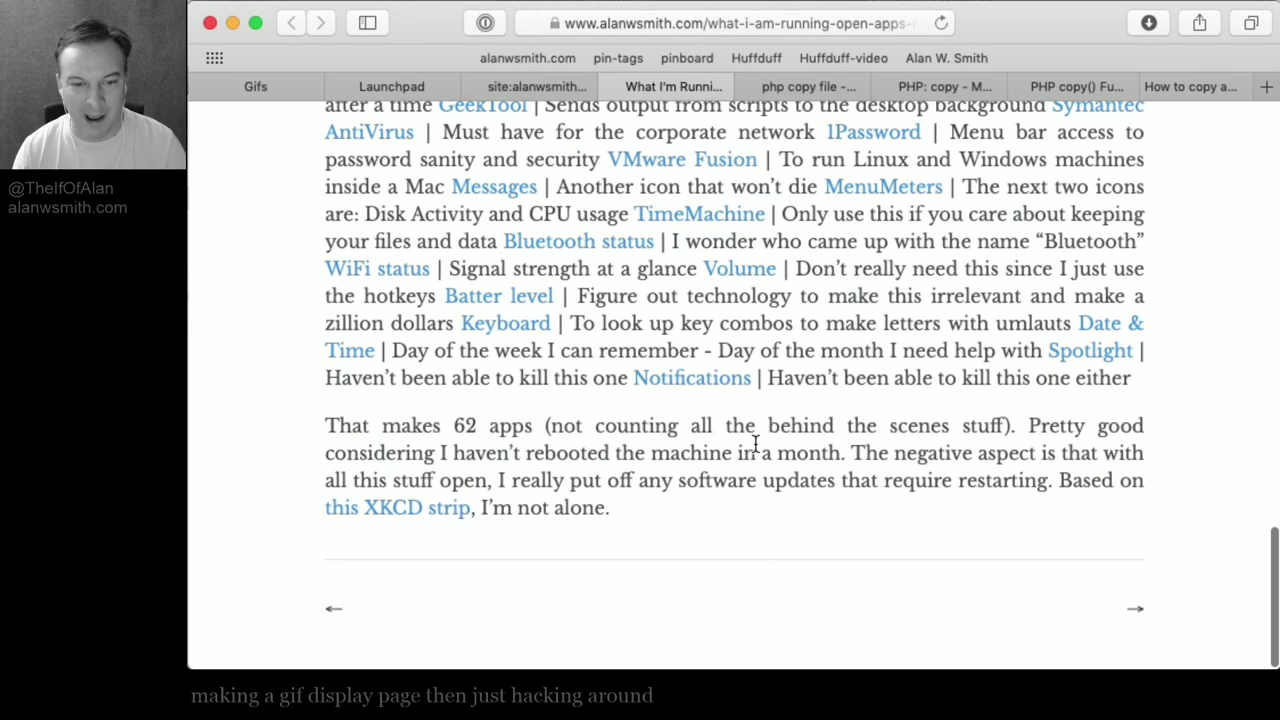 www.alanwsmith.com/what-i-am-running-open-apps-
alanwsmith.com pin-tags pinboard Huffduff Huffduff-video Alan W. Smith
Gifs Launchpad site:alanwsmith... What I'm Runni... php copy file -... PHP: copy - M... PHP copy() Fu... How to copy a...
after a time GeekTool | Sends output from scripts to the desktop background Symantec
AntiVirus | Must have for the corporate network 1Password | Menu bar access to
password sanity and security VMware Fusion | To run Linux and Windows machines
inside a Mac Messages | Another icon that won’t die MenuMeters | The next two icons
are: Disk Activity and CPU usage TimeMachine | Only use this if you care about keeping
your files and data Bluetooth status | I wonder who came up with the name “Bluetooth”
WiFi status | Signal strength at a glance Volume | Don’t really need this since I just use
the hotkeys Batter level | Figure out technology to make this irrelevant and make a
zillion dollars Keyboard | To look up key combos to make letters with umlauts Date &
Time | Day of the week I can remember - Day of the month I need help with Spotlight |
Haven’t been able to kill this one Notifications | Haven’t been able to kill this one either
That makes 62 apps (not counting all the behind the scenes stuff). Pretty good
considering I haven’t rebooted the machine in a month. The negative aspect is that with
all this stuff open, I really put off any software updates that require restarting. Based on
this XKCD strip, I’m not alone.
← →
@TheIfOfAlan
alanwsmith.com
making a gif display page then just hacking around